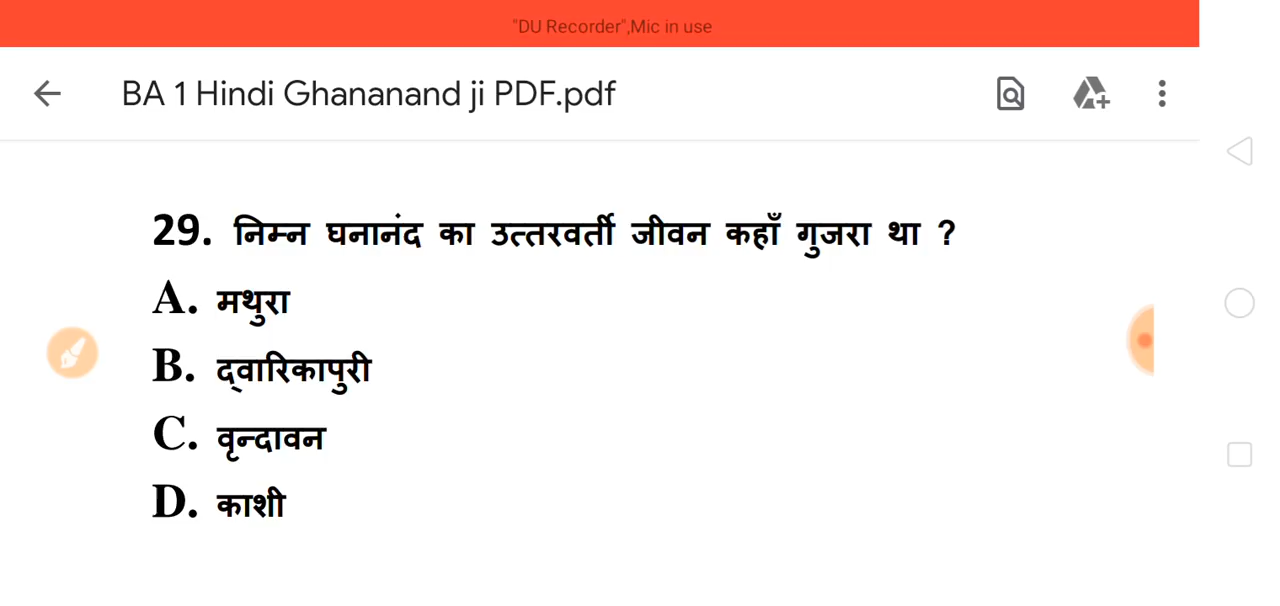 "DU Recorder",Mic in use
BA 1 Hindi Ghananand ji PDF.pdf
29. निम्न घनानंद का उत्तरवर्ती जीवन कहाँ गुजरा था ?
A. मथुरा
B. द्वारिकापुरी
C. वृन्दावन
D. काशी